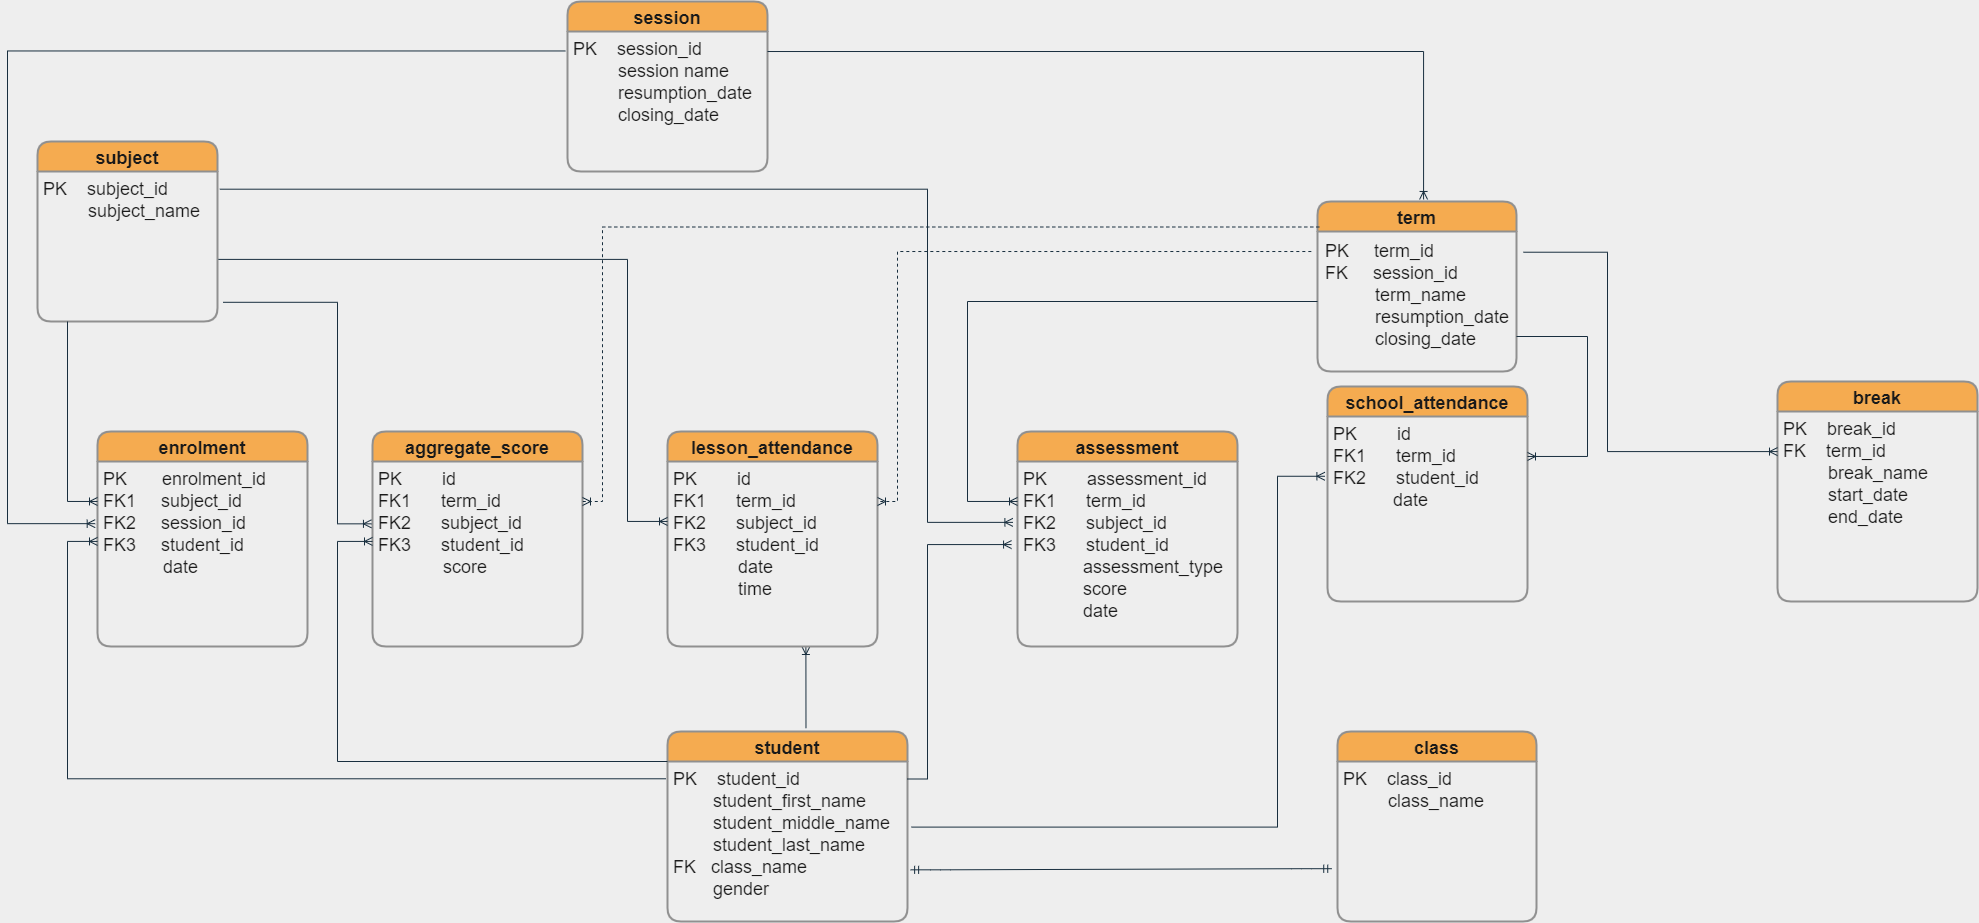 session
PK session_id
session name
resumption_date
closing_date
subject
PK subject_id
subject_name
term
PK term_id
FK session_id
term_name
resumption_date
closing_date
enrolment
PK enrolment_id
FK1 subject_id
FK2 session_id
FK3 student_id
date
aggregate_score
PK id
FK1 term_id
FK2 subject_id
FK3 student_id
score
lesson_attendance
PK id
FK1 term_id
FK2 subject_id
FK3 student_id
date
time
assessment
PK assessment_id
FK1 term_id
FK2 subject_id
FK3 student_id
assessment_type
score
date
school_attendance
PK id
FK1 term_id
FK2 student_id
date
break
PK break_id
FK term_id
break_name
start_date
end_date
student
PK student_id
student_first_name
student_middle_name
student_last_name
FK class_name
gender
class
PK class_id
class_name